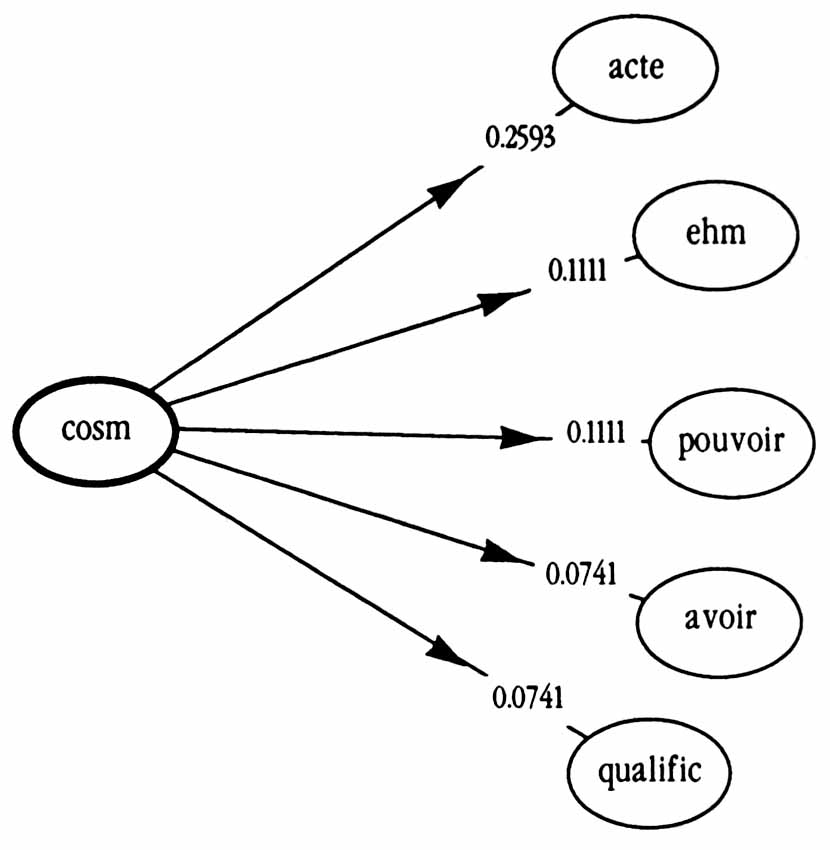 acte
0.2593
ehm
0.1111
cosm
0.1111
pouvoir
0.0741
avoir
0.0741
qualific